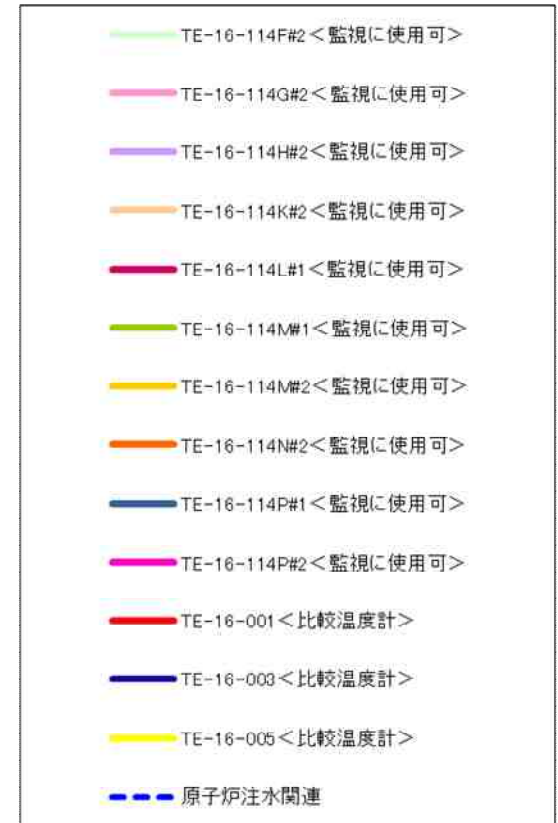 TE-16-114F#2＜監視に使用可＞
TE-16-114G#2＜監視に使用可＞
TE-16-114H#2＜監視に使用可＞
TE-16-114K#2＜監視に使用可＞
TE-16-114L#1＜監視に使用可＞
TE-16-114M#1＜監視に使用可＞
TE-16-114M#2＜監視に使用可＞
TE-16-114N#2＜監視に使用可＞
TE-16-114P#1＜監視に使用可＞
TE-16-114P#2＜監視に使用可＞
TE-16-001＜比較温度計＞
TE-16-003＜比較温度計＞
TE-16-005＜比較温度計＞
原子炉注水関連